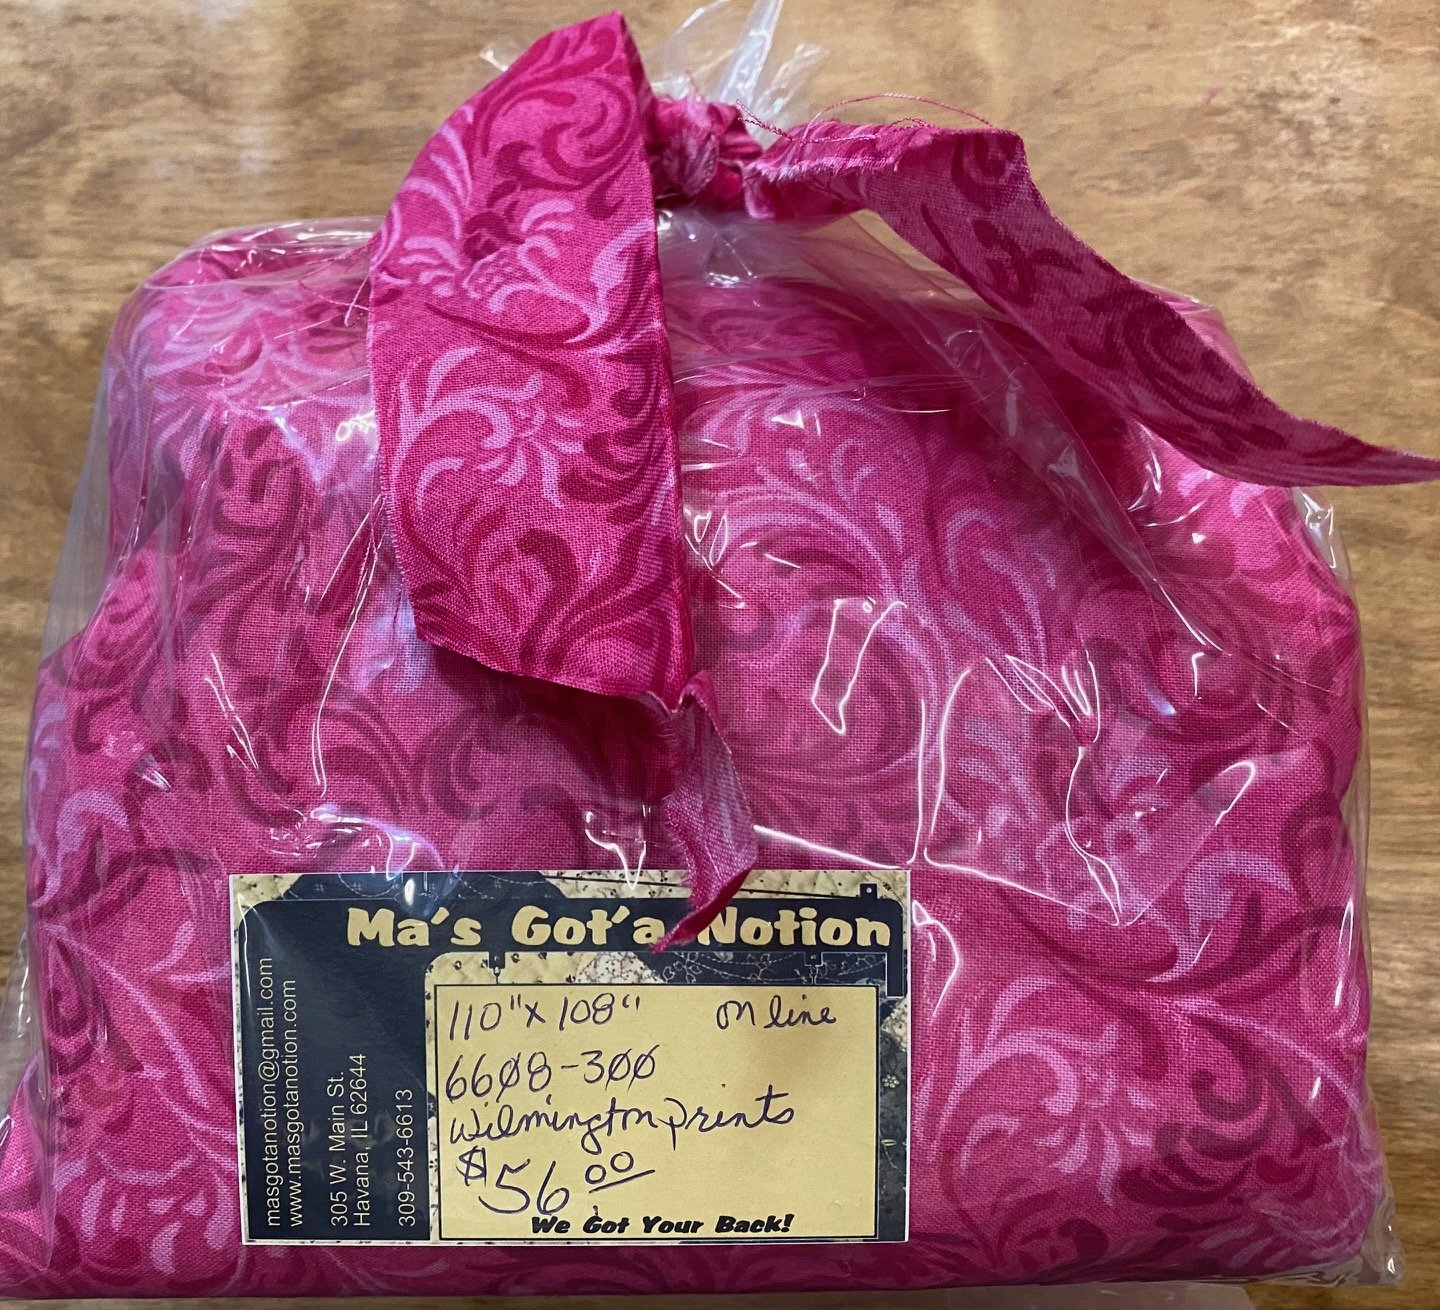 Ma's Got'a Notion
masgotanotion@gmail.com
www.masgotanotion.com
305 W. Main St.
Havana, IL 62644
309-543-6613
110" x 108" online
6608-300
Wilmington prints
$56.00
We Got Your Back!